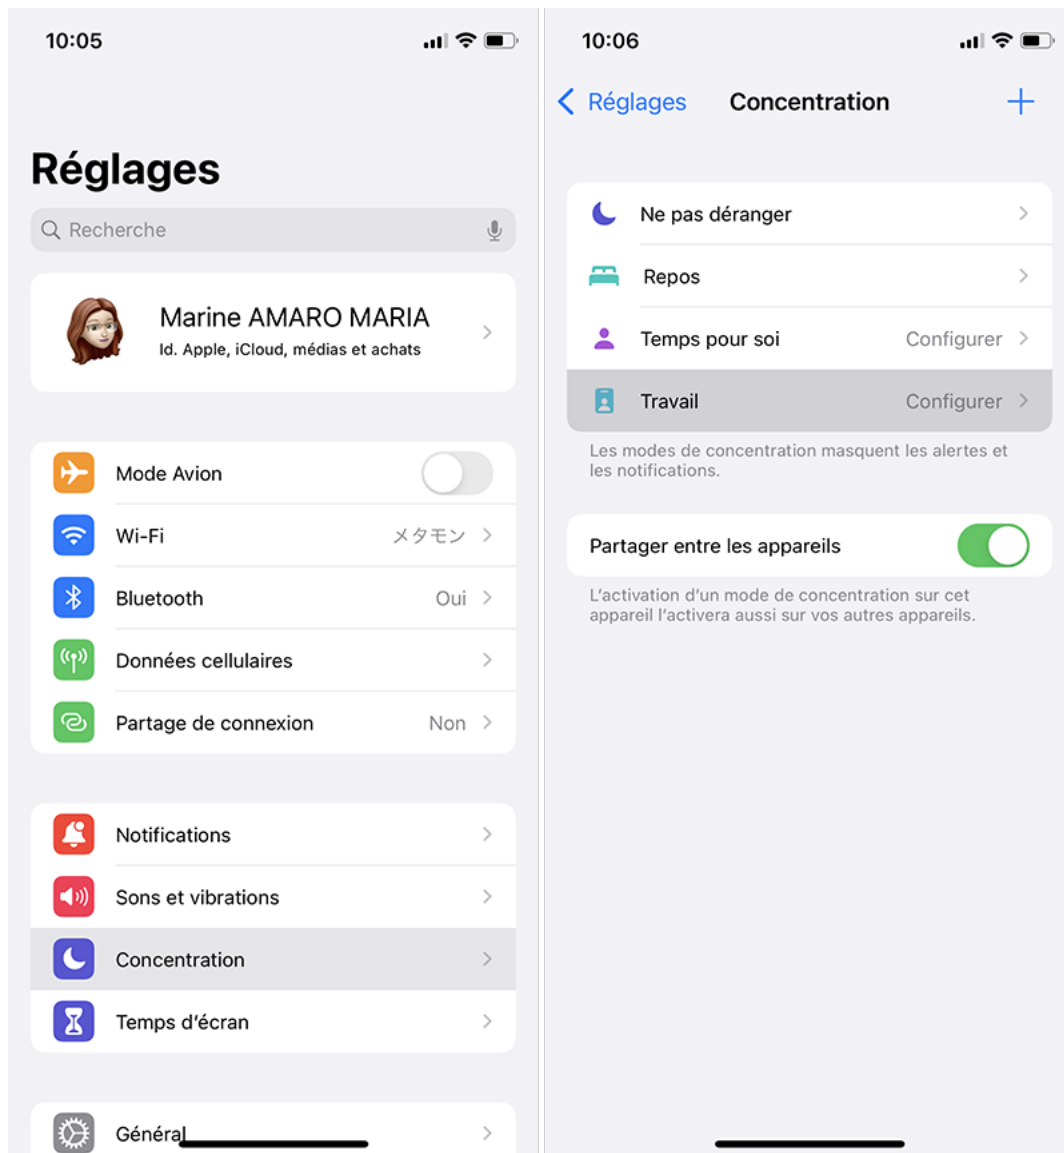 10:05
Réglages
Recherche
Marine AMARO MARIA
Id. Apple, iCloud, médias et achats
Mode Avion
Wi-Fi メタモン
Bluetooth Oui
Données cellulaires
Partage de connexion Non
Notifications
Sons et vibrations
Concentration
Temps d’écran
Général
10:06
Réglages Concentration
Ne pas déranger
Repos
Temps pour soi Configurer
Travail Configurer
Les modes de concentration masquent les alertes et
les notifications.
Partager entre les appareils
L’activation d’un mode de concentration sur cet
appareil l’activera aussi sur vos autres appareils.